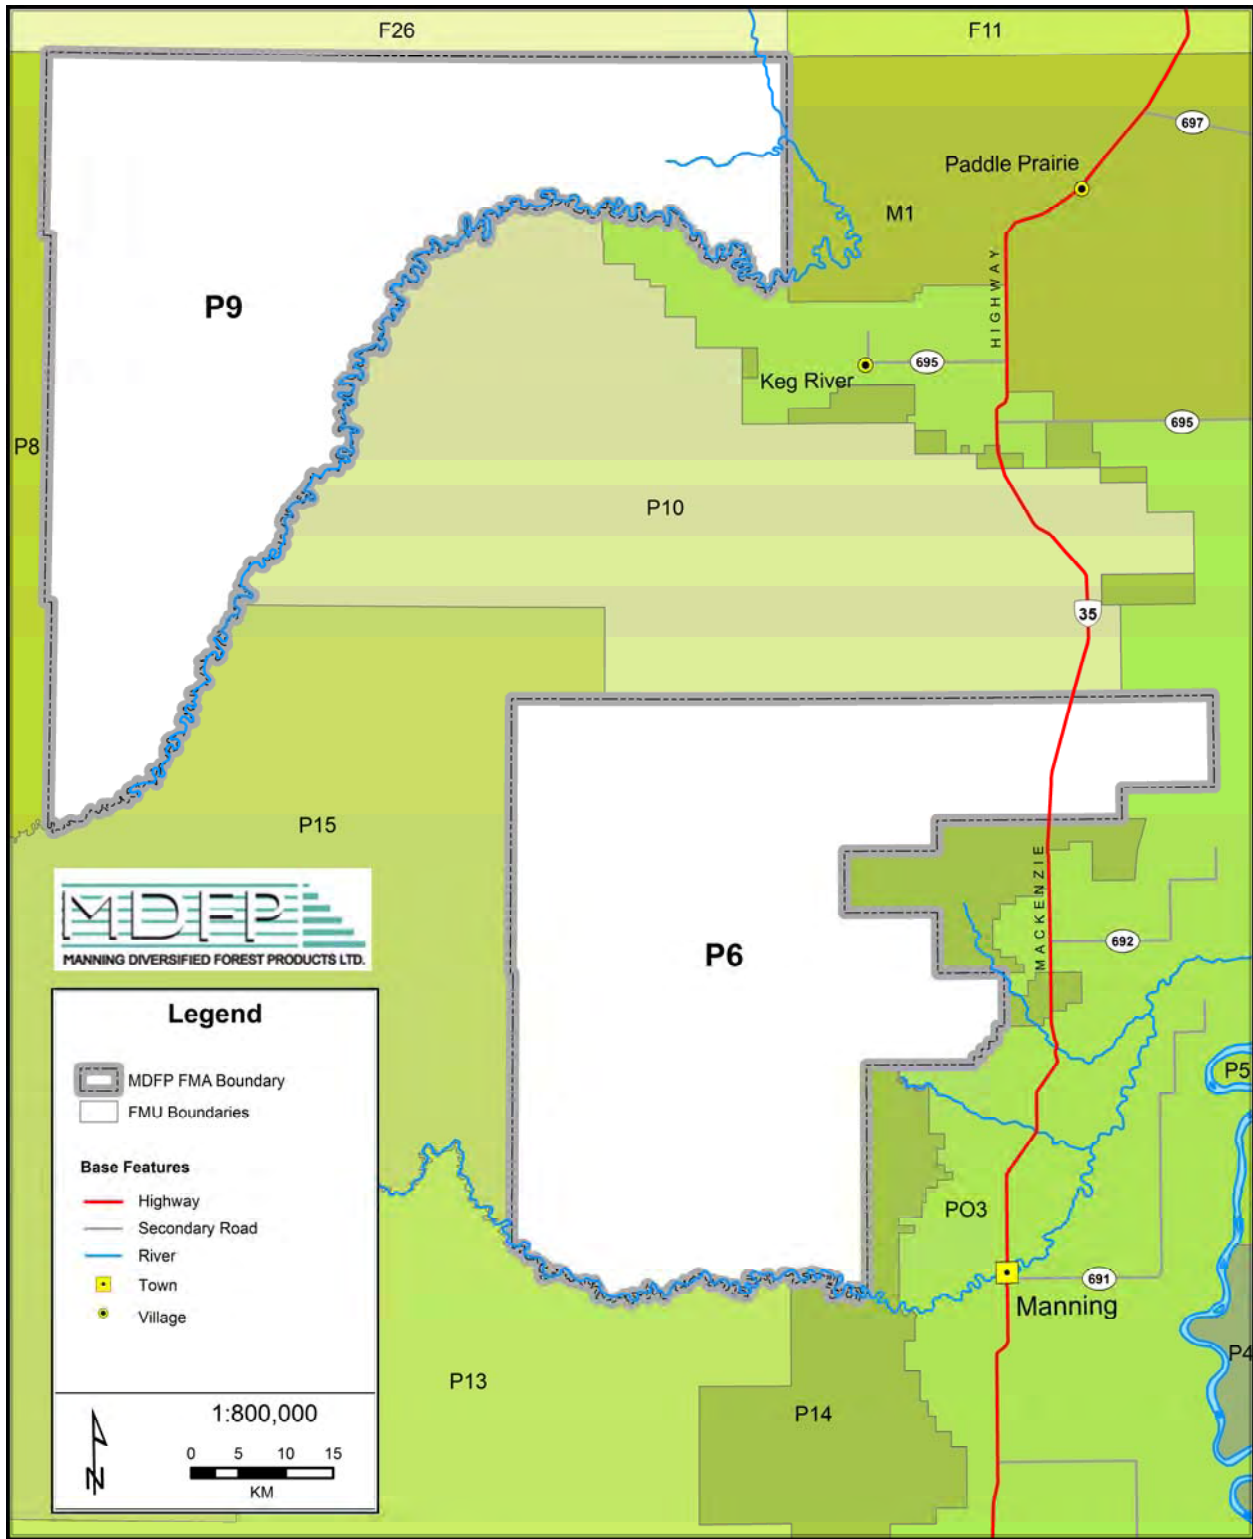 F26
F11
697
Paddle Prairie
M1
HIGHWAY
P9
695
Keg River
695
P8
P10
35
P15
MACKENZIE
MDFP
MANNING DIVERSIFIED FOREST PRODUCTS LTD.
692
P6
Legend
MDFP FMA Boundary
FMU Boundaries
P5
Base Features
Highway
Secondary Road
River
Town
Village
PO3
691
Manning
P4
P13
P14
1:800,000
0 5 10 15
KM
N